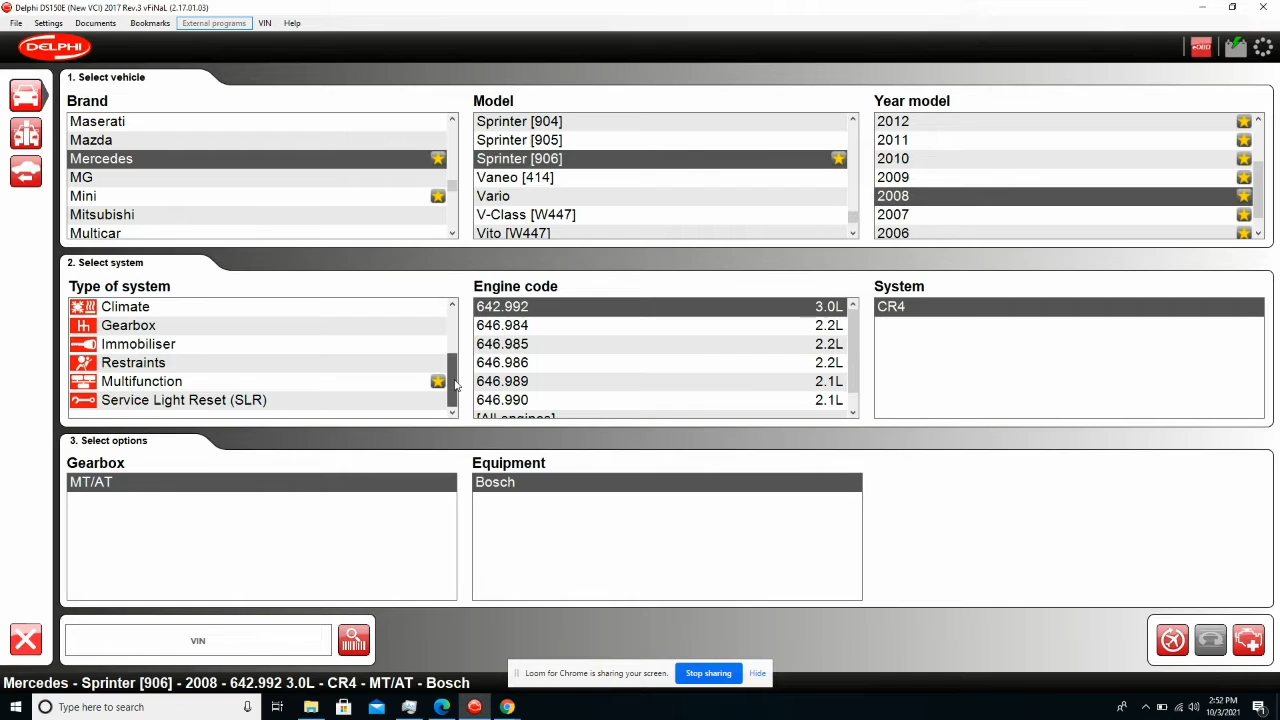 Delphi DS150E (New VCI) 2017 Rev.3 vFiNaL (2.17.01.03)
File Settings Documents Bookmarks External programs VIN Help
DELPHI
eOBD
1. Select vehicle
Brand Model Year model
Maserati Sprinter [904] 2012
Mazda Sprinter [905] 2011
Mercedes Sprinter [906] 2010
MG Vaneo [414] 2009
Mini Vario 2008
Mitsubishi V-Class [W447] 2007
Multicar Vito [W447] 2006
2. Select system
Type of system Engine code System
Climate 642.992 3.0L CR4
Gearbox 646.984 2.2L
Immobiliser 646.985 2.2L
Restraints 646.986 2.2L
Multifunction 646.989 2.1L
Service Light Reset (SLR) 646.990 2.1L
[All engines]
3. Select options
Gearbox Equipment
MT/AT Bosch
VIN
Loom for Chrome is sharing your screen. Stop sharing Hide
Mercedes - Sprinter [906] - 2008 - 642.992 3.0L - CR4 - MT/AT - Bosch
Type here to search
2:52 PM
10/3/2021
1